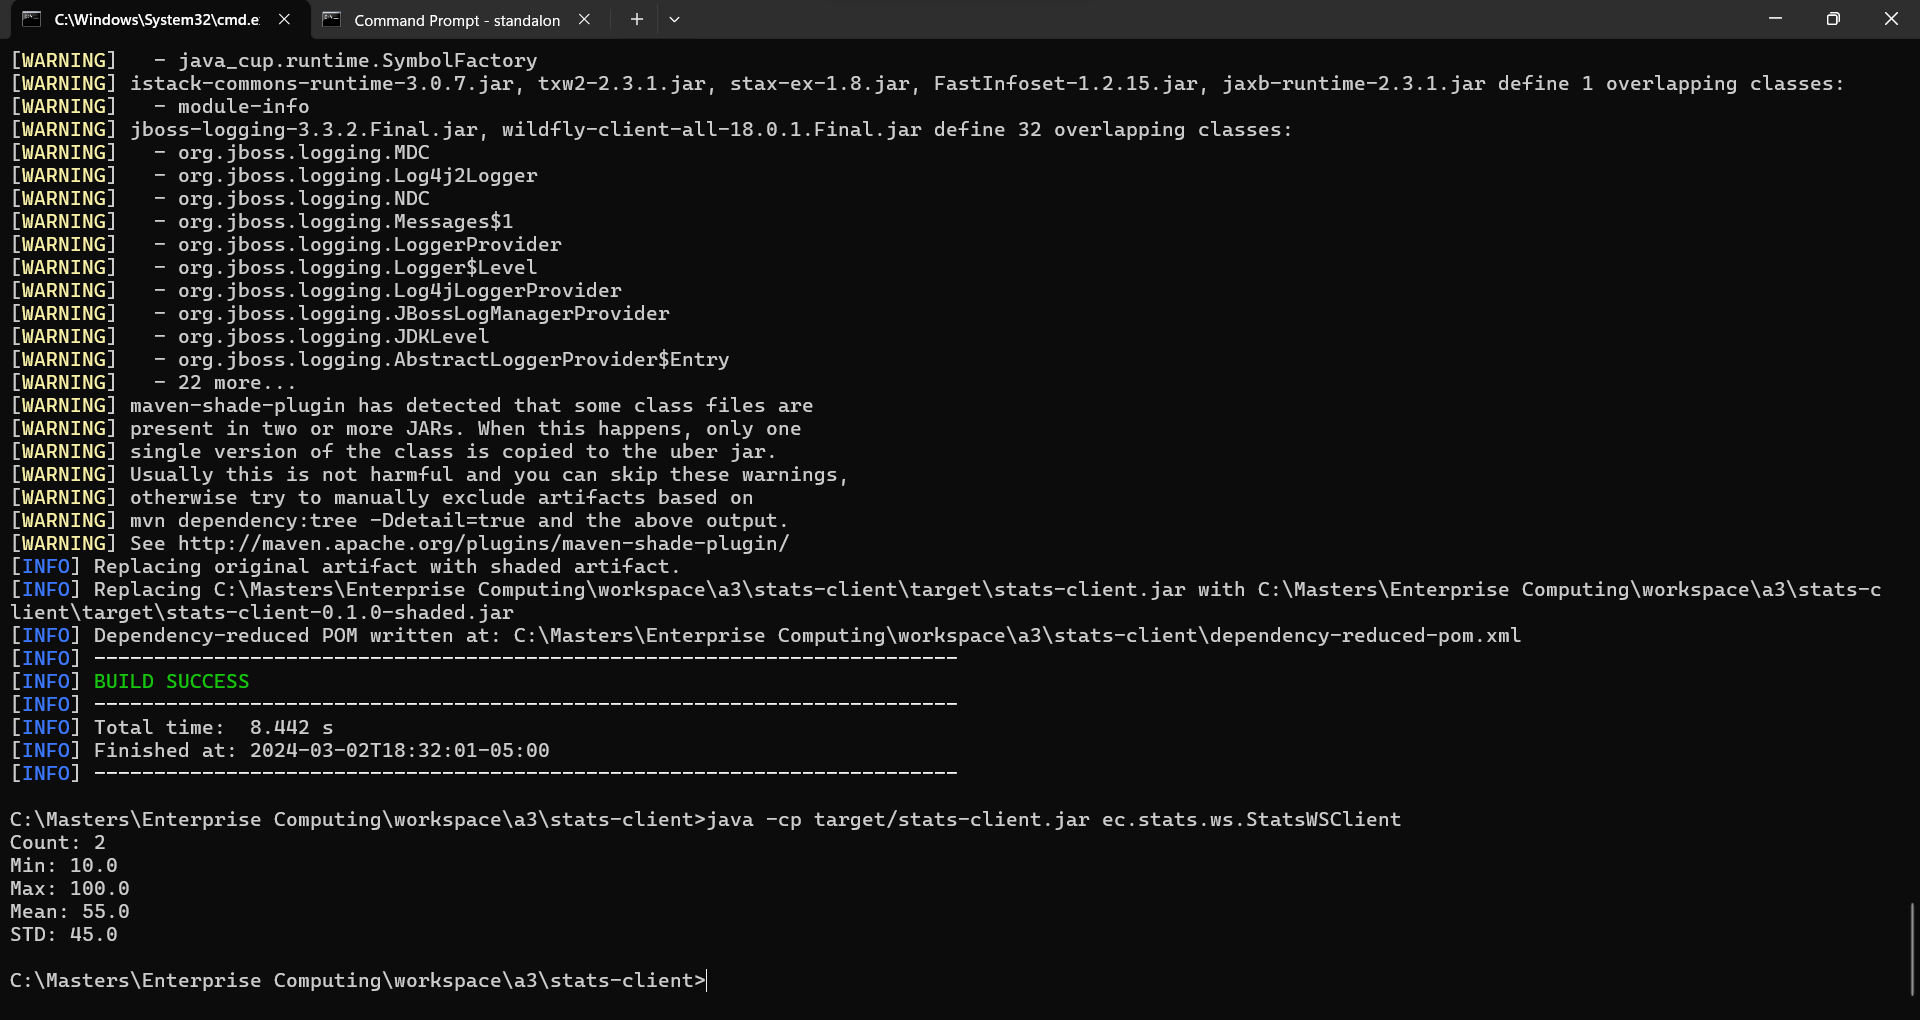 C:\Windows\System32\cmd.e
Command Prompt - standalon
[WARNING]   - java_cup.runtime.SymbolFactory
[WARNING] istack-commons-runtime-3.0.7.jar, txw2-2.3.1.jar, stax-ex-1.8.jar, FastInfoset-1.2.15.jar, jaxb-runtime-2.3.1.jar define 1 overlapping classes:
[WARNING]   - module-info
[WARNING] jboss-logging-3.3.2.Final.jar, wildfly-client-all-18.0.1.Final.jar define 32 overlapping classes:
[WARNING]   - org.jboss.logging.MDC
[WARNING]   - org.jboss.logging.Log4j2Logger
[WARNING]   - org.jboss.logging.NDC
[WARNING]   - org.jboss.logging.Messages$1
[WARNING]   - org.jboss.logging.LoggerProvider
[WARNING]   - org.jboss.logging.Logger$Level
[WARNING]   - org.jboss.logging.Log4jLoggerProvider
[WARNING]   - org.jboss.logging.JBossLogManagerProvider
[WARNING]   - org.jboss.logging.JDKLevel
[WARNING]   - org.jboss.logging.AbstractLoggerProvider$Entry
[WARNING]   - 22 more...
[WARNING] maven-shade-plugin has detected that some class files are
[WARNING] present in two or more JARs. When this happens, only one
[WARNING] single version of the class is copied to the uber jar.
[WARNING] Usually this is not harmful and you can skip these warnings,
[WARNING] otherwise try to manually exclude artifacts based on
[WARNING] mvn dependency:tree -Ddetail=true and the above output.
[WARNING] See http://maven.apache.org/plugins/maven-shade-plugin/
[INFO] Replacing original artifact with shaded artifact.
[INFO] Replacing C:\Masters\Enterprise Computing\workspace\a3\stats-client\target\stats-client.jar with C:\Masters\Enterprise Computing\workspace\a3\stats-c
lient\target\stats-client-0.1.0-shaded.jar
[INFO] Dependency-reduced POM written at: C:\Masters\Enterprise Computing\workspace\a3\stats-client\dependency-reduced-pom.xml
[INFO] ------------------------------------------------------------------------
[INFO] BUILD SUCCESS
[INFO] ------------------------------------------------------------------------
[INFO] Total time:  8.442 s
[INFO] Finished at: 2024-03-02T18:32:01-05:00
[INFO] ------------------------------------------------------------------------
C:\Masters\Enterprise Computing\workspace\a3\stats-client>java -cp target/stats-client.jar ec.stats.ws.StatsWSClient
Count: 2
Min: 10.0
Max: 100.0
Mean: 55.0
STD: 45.0
C:\Masters\Enterprise Computing\workspace\a3\stats-client>